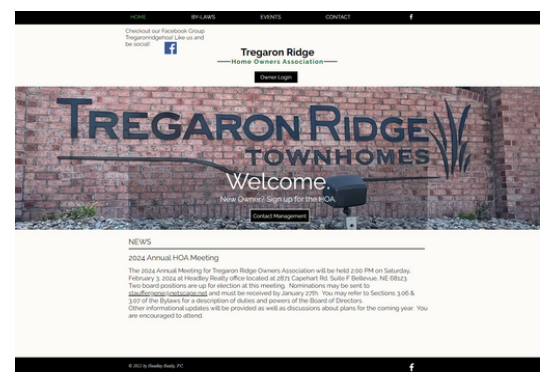 HOME BY-LAWS EVENTS CONTACT f
Checkout our Facebook Group
Tregaronridgehoa! Like us and
be social!
f
Tregaron Ridge
Home Owners Association
Owner Login
TREGARON RIDGE
TOWNHOMES
Welcome.
New Owner? Sign up for the HOA.
Contact Management
NEWS
2024 Annual HOA Meeting
The 2024 Annual Meeting for Tregaron Ridge Owners Association will be held 2:00 PM on Saturday,
February 3, 2024 at Headley Realty office located at 2871 Capehart Rd. Suite F Bellevue, NE 68123.
Two board positions are up for election at this meeting. Nominations may be sent to
stauffergene@netscape.net and must be received by January 27th. You may refer to Sections 3.06 &
3.07 of the Bylaws for a description of duties and powers of the Board of Directors.
Other informational updates will be provided as well as discussions about plans for the coming year. You
are encouraged to attend.
© 2022 by Headley Realty, P.C.
f